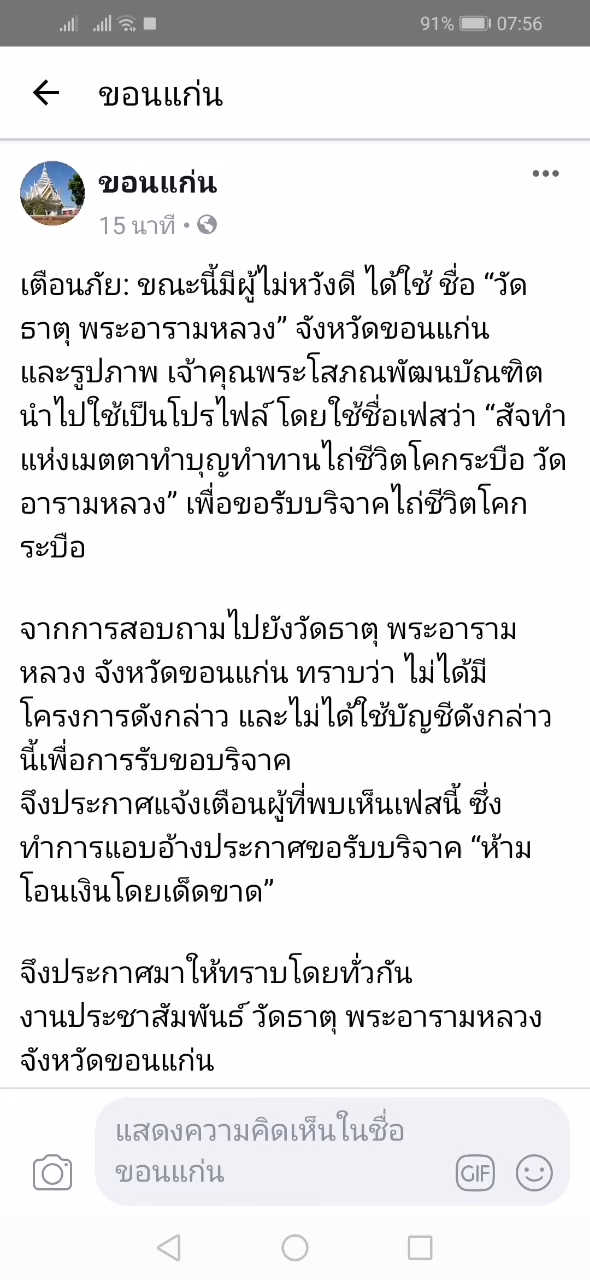 91% 07:56
ขอนแก่น
ขอนแก่น
15 นาที •
เตือนภัย: ขณะนี้มีผู้ไม่หวังดี ได้ใช้ ชื่อ “วัด
ธาตุ พระอารามหลวง” จังหวัดขอนแก่น
และรูปภาพ เจ้าคุณพระโสภณพัฒนบัณฑิต
นำไปใช้เป็นโปรไฟล์ โดยใช้ชื่อเฟสว่า “สัจทำ
แห่งเมตตาทำบุญทำทานไถ่ชีวิตโคกระบือ วัด
อารามหลวง” เพื่อขอรับบริจาคไถ่ชีวิตโคก
ระบือ
จากการสอบถามไปยังวัดธาตุ พระอาราม
หลวง จังหวัดขอนแก่น ทราบว่า ไม่ได้มี
โครงการดังกล่าว และไม่ได้ใช้บัญชีดังกล่าว
นี้เพื่อการรับขอบริจาค
จึงประกาศแจ้งเตือนผู้ที่พบเห็นเฟสนี้ ซึ่ง
ทำการแอบอ้างประกาศขอรับบริจาค “ห้าม
โอนเงินโดยเด็ดขาด”
จึงประกาศมาให้ทราบโดยทั่วกัน
งานประชาสัมพันธ์ วัดธาตุ พระอารามหลวง
จังหวัดขอนแก่น
แสดงความคิดเห็นในชื่อ
ขอนแก่น
GIF